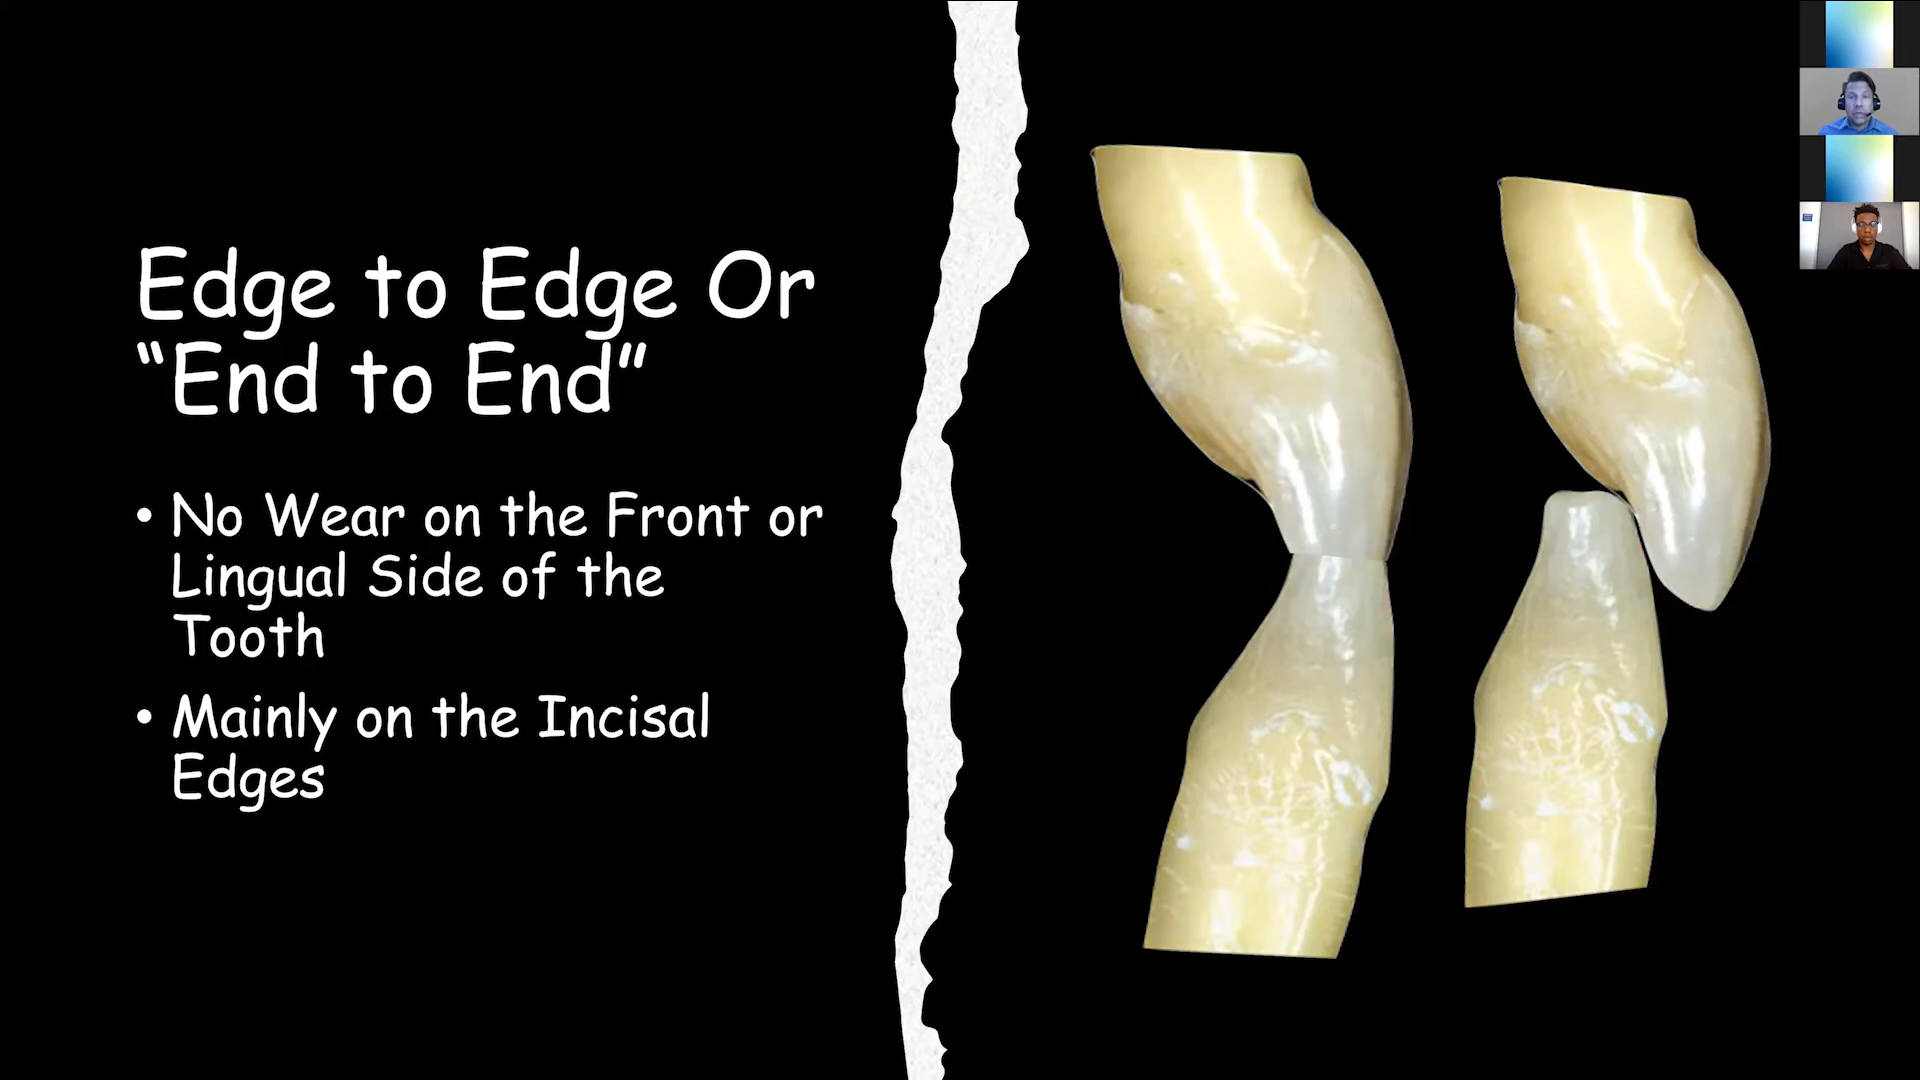 Edge to Edge Or
“End to End”
• No Wear on the Front or
Lingual Side of the
Tooth
• Mainly on the Incisal
Edges